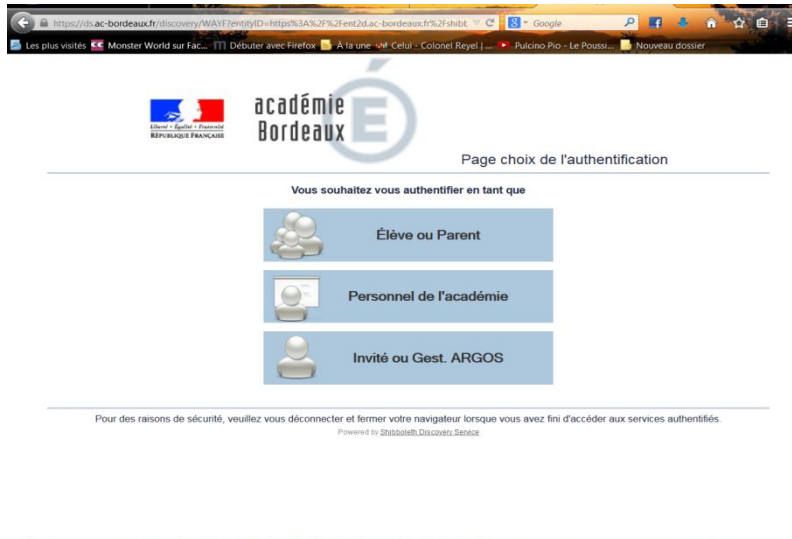 https://ds.ac-bordeaux.fr/discovery/WAYF?entityID=https%3A%2F%2Fent2d.ac-bordeaux.fr%2Fshibb
Google
Les plus visités Monster World sur Fac... Débuter avec Firefox À la une Celui - Colonel Reyel | ... Pulcino Pio - Le Poussi... Nouveau dossier
académie
Bordeaux
Liberté • Égalité • Fraternité
RÉPUBLIQUE FRANÇAISE
Page choix de l'authentification
Vous souhaitez vous authentifier en tant que
Élève ou Parent
Personnel de l'académie
Invité ou Gest. ARGOS
Pour des raisons de sécurité, veuillez vous déconnecter et fermer votre navigateur lorsque vous avez fini d'accéder aux services authentifiés.
Powered by Shibboleth Discovery Service